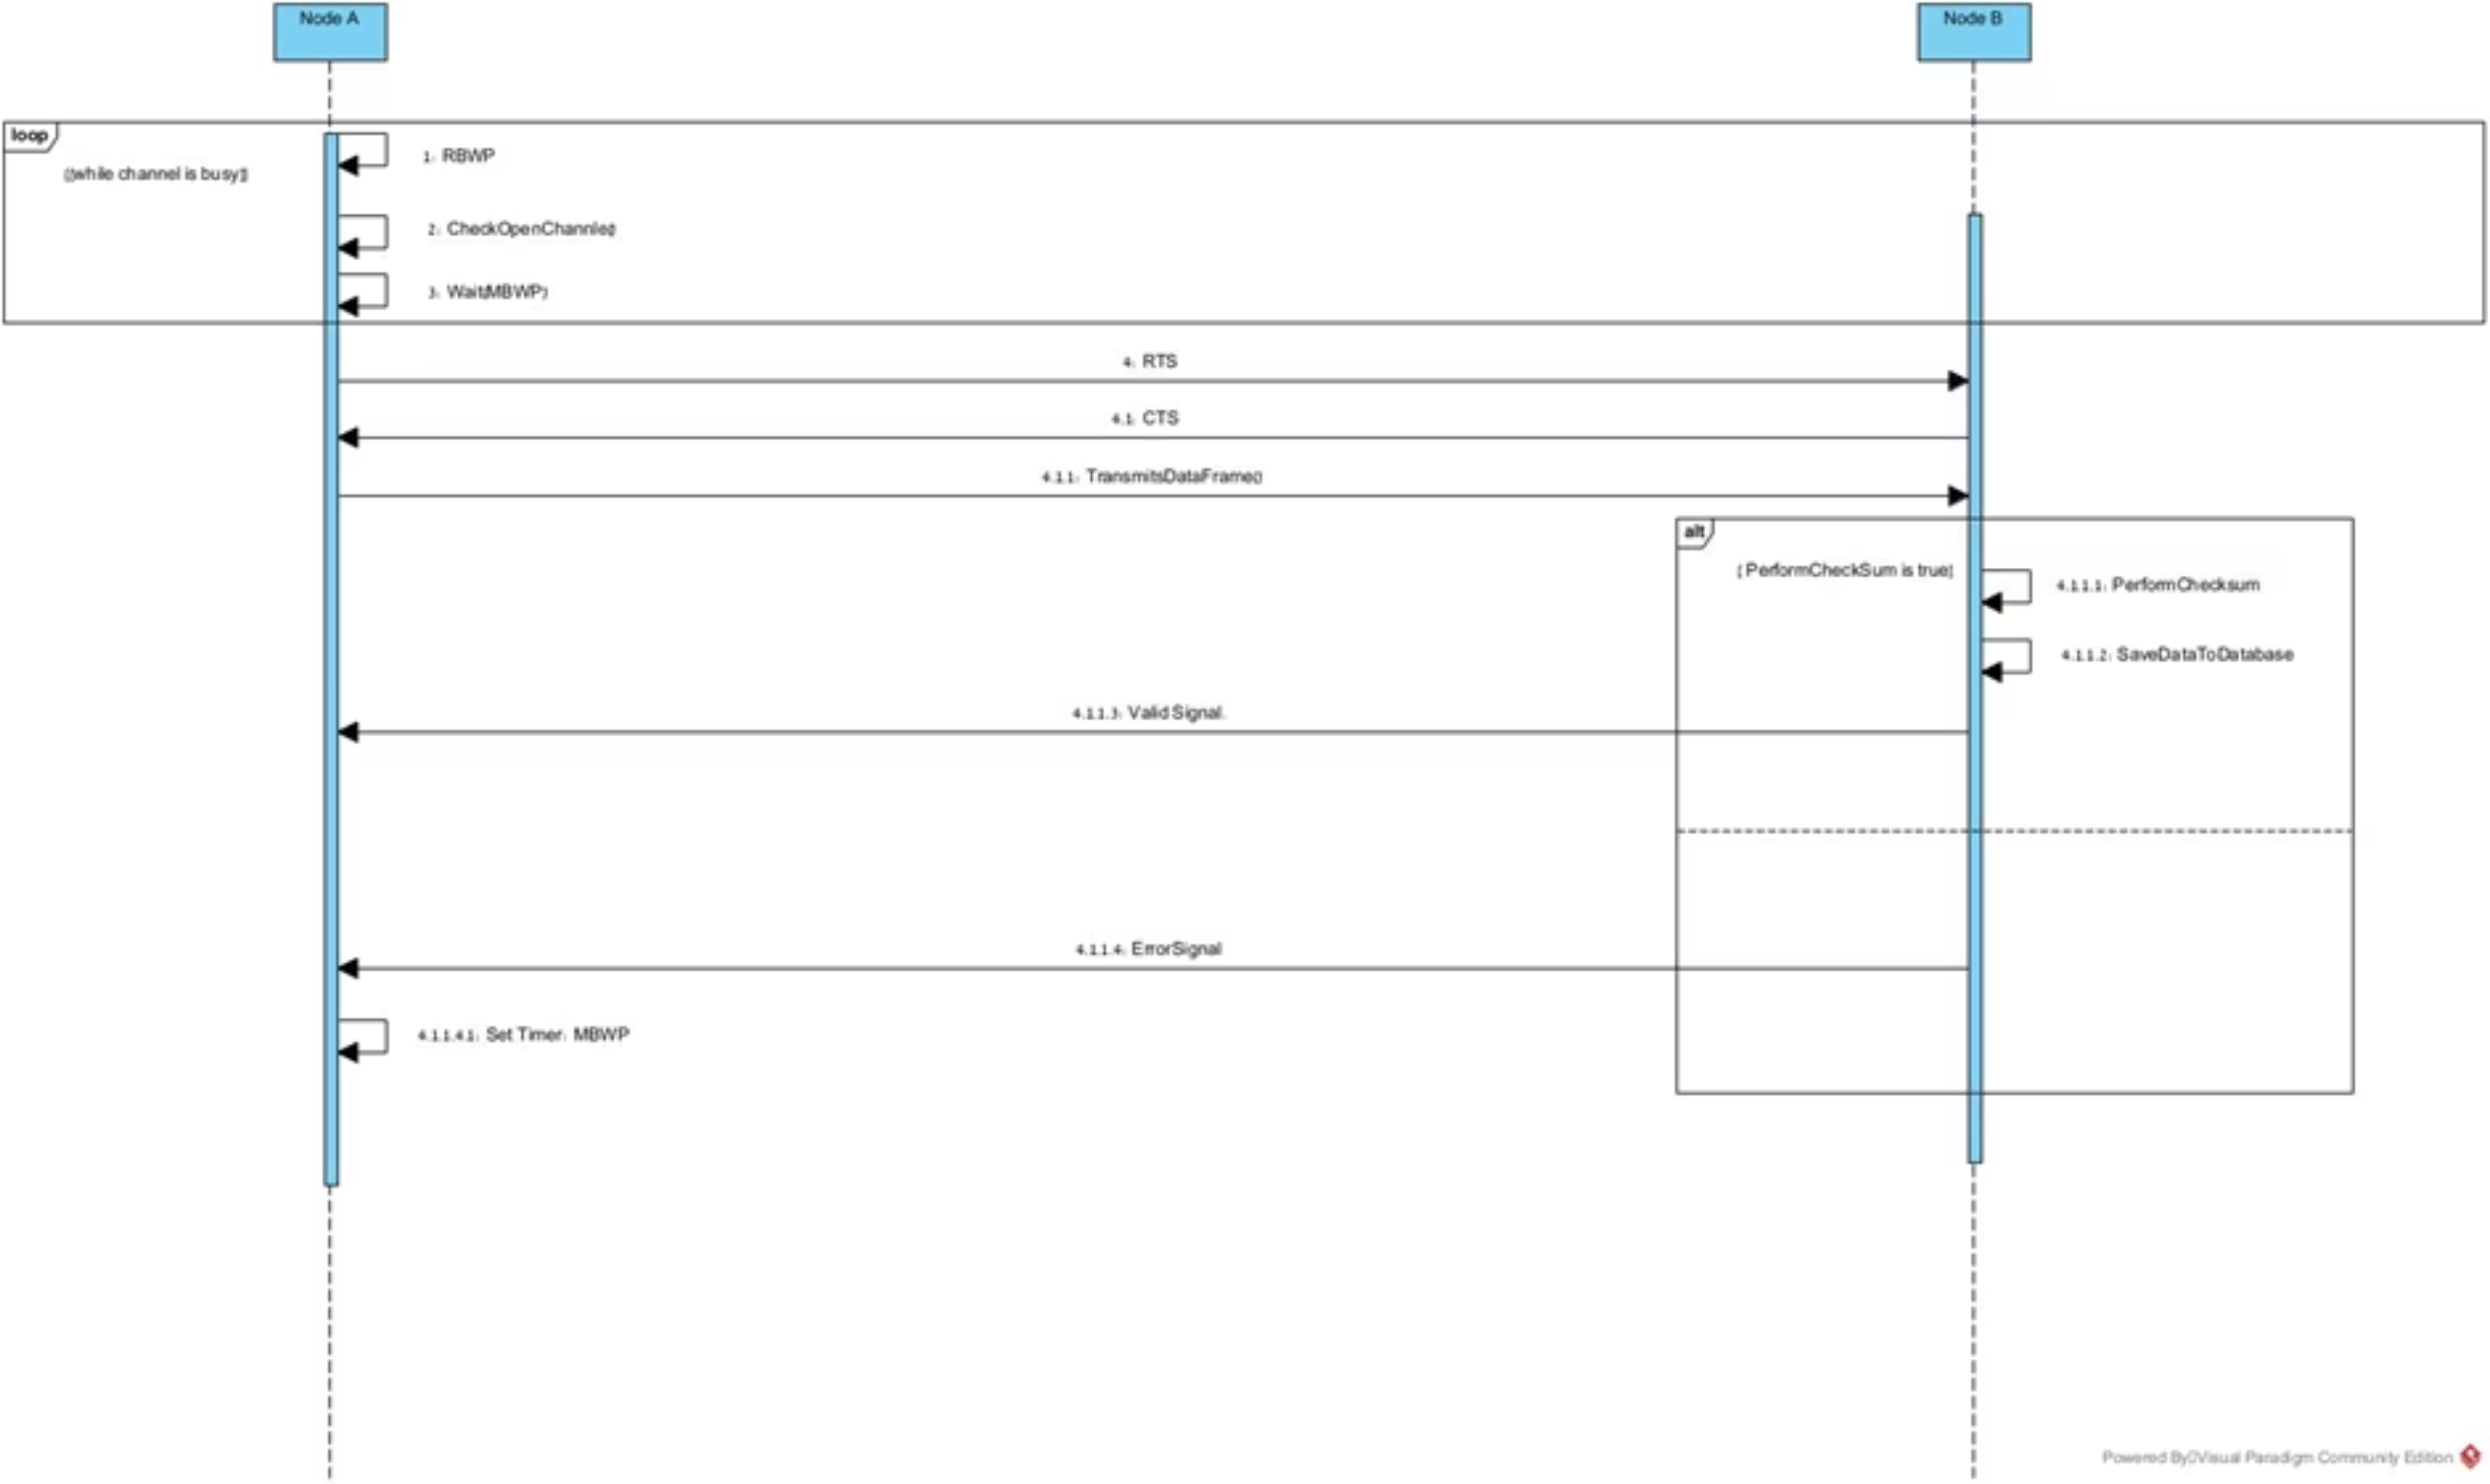 Node A
Node B
loop
[[while channel is busy]]
1: RBWP
2: CheckOpenChannle()
3: Wait(MBWP)
4: RTS
4.1: CTS
4.1.1: TransmitsDataFrame()
alt
[ PerformCheckSum is true]
4.1.1.1: PerformChecksum
4.1.1.2: SaveDataToDatabase
4.1.1.3: Valid Signal.
4.1.1.4: ErrorSignal
4.1.1.4.1: Set Timer: MBWP
Powered By Visual Paradigm Community Edition